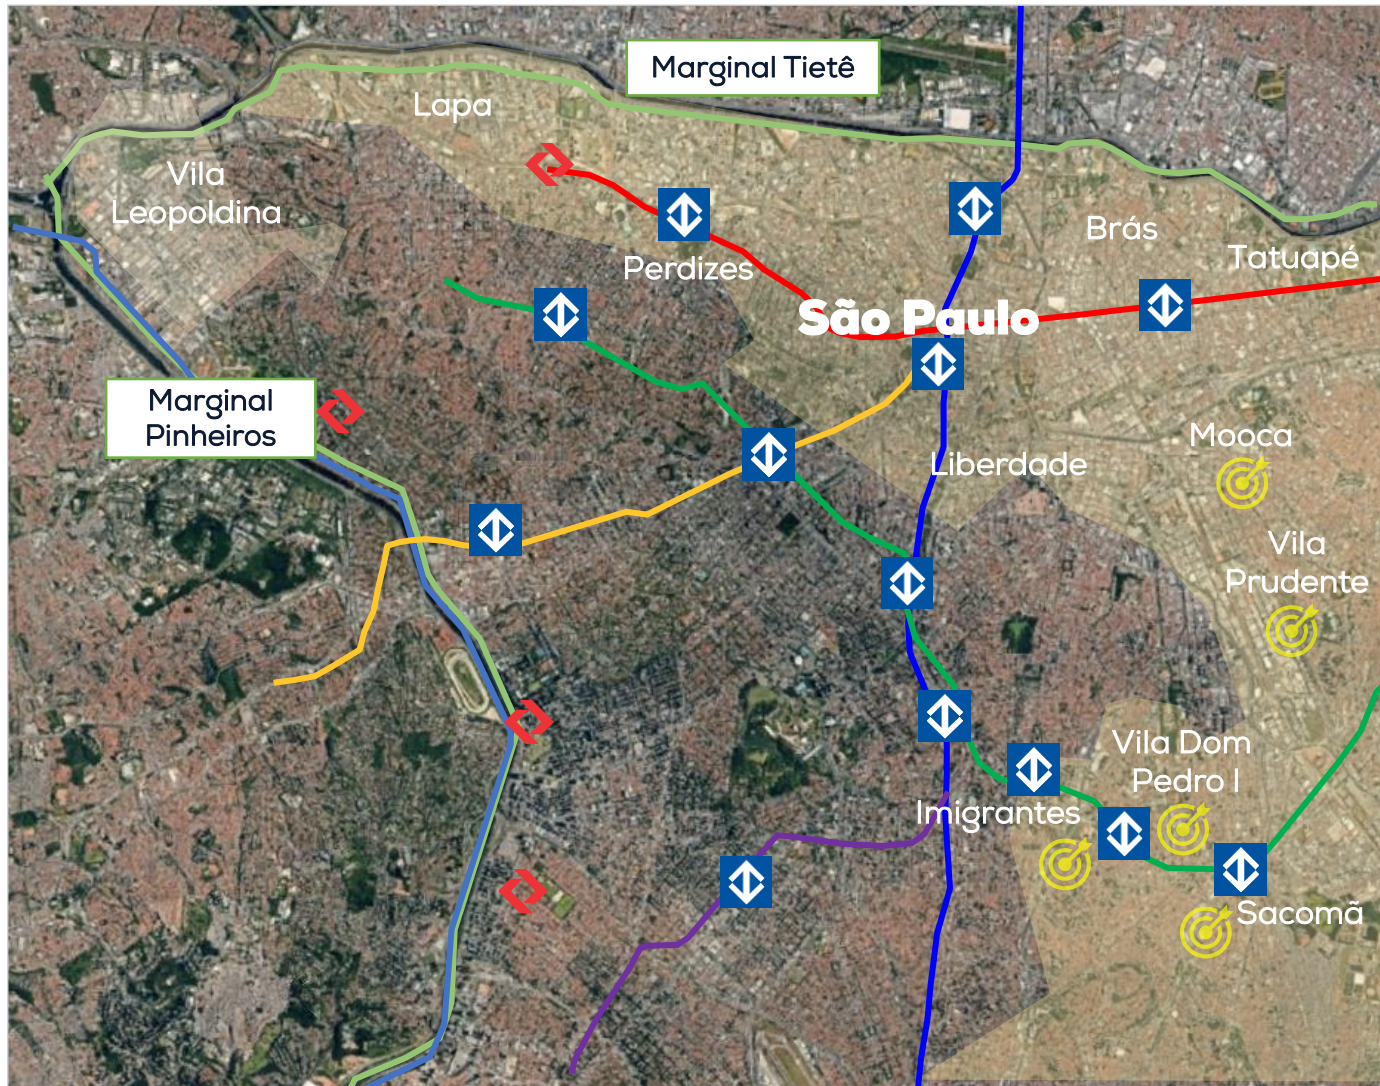 Marginal Tietê
Lapa
Vila
Leopoldina
Brás
Tatuapé
Perdizes
São Paulo
Marginal
Pinheiros
Mooca
Liberdade
Vila
Prudente
Vila Dom
Pedro I
Imigrantes
Sacomã